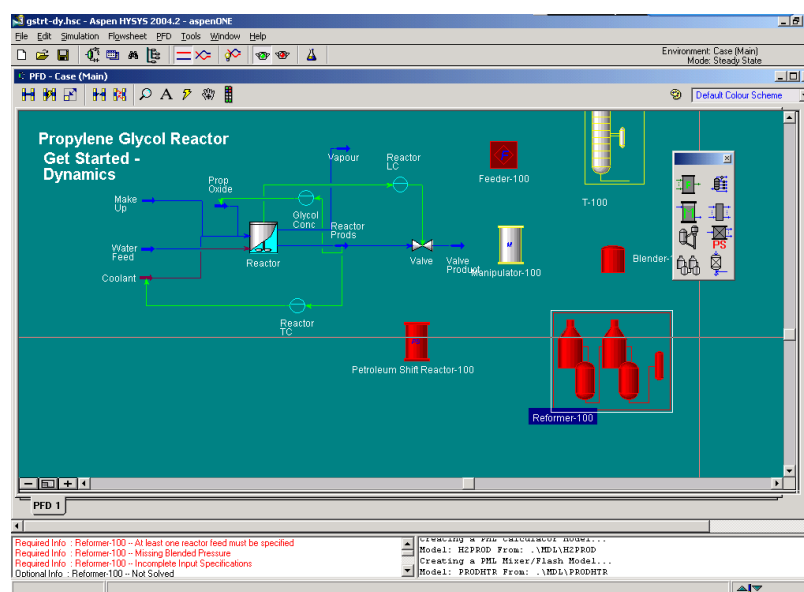 gstrt-dy.hsc - Aspen HYSYS 2004.2 - aspenONE
File Edit Simulation Flowsheet PFD Tools Window Help
Environment: Case (Main)
Mode: Steady State
PFD - Case (Main)
A
Default Colour Scheme
Propylene Glycol Reactor
Get Started -
Dynamics
Vapour
Reactor
LC
Feeder-100
T-100
Prop
Oxide
Make
Up
Glycol
Conc
Reactor
Prods
Water
Feed
Reactor
Valve
Valve
Product
Manipulator-100
Blender-1
PS
Coolant
Reactor
TC
Petroleum Shift Reactor-100
Reformer-100
PFD 1
Required Info : Reformer-100 -- At least one reactor feed must be specified
Required Info : Reformer-100 -- Missing Blended Pressure
Required Info : Reformer-100 -- Incomplete Input Specifications
Optional Info : Reformer-100 -- Not Solved
Creating a PML Calculator Model...
Model: H2PROD From: .\MDL\H2PROD
Creating a PML Mixer/Flash Model...
Model: PRODHTR From: .\MDL\PRODHTR